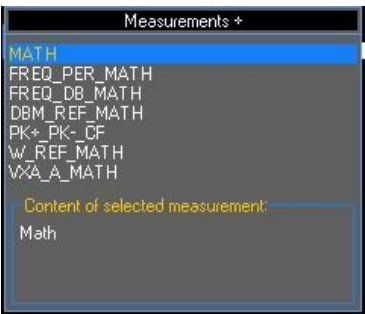 Measurements +
MATH
FREQ_PER_MATH
FREQ_DB_MATH
DBM_REF_MATH
PK+_PK-_CF
W_REF_MATH
VXA_A_MATH
Content of selected measurement:
Math